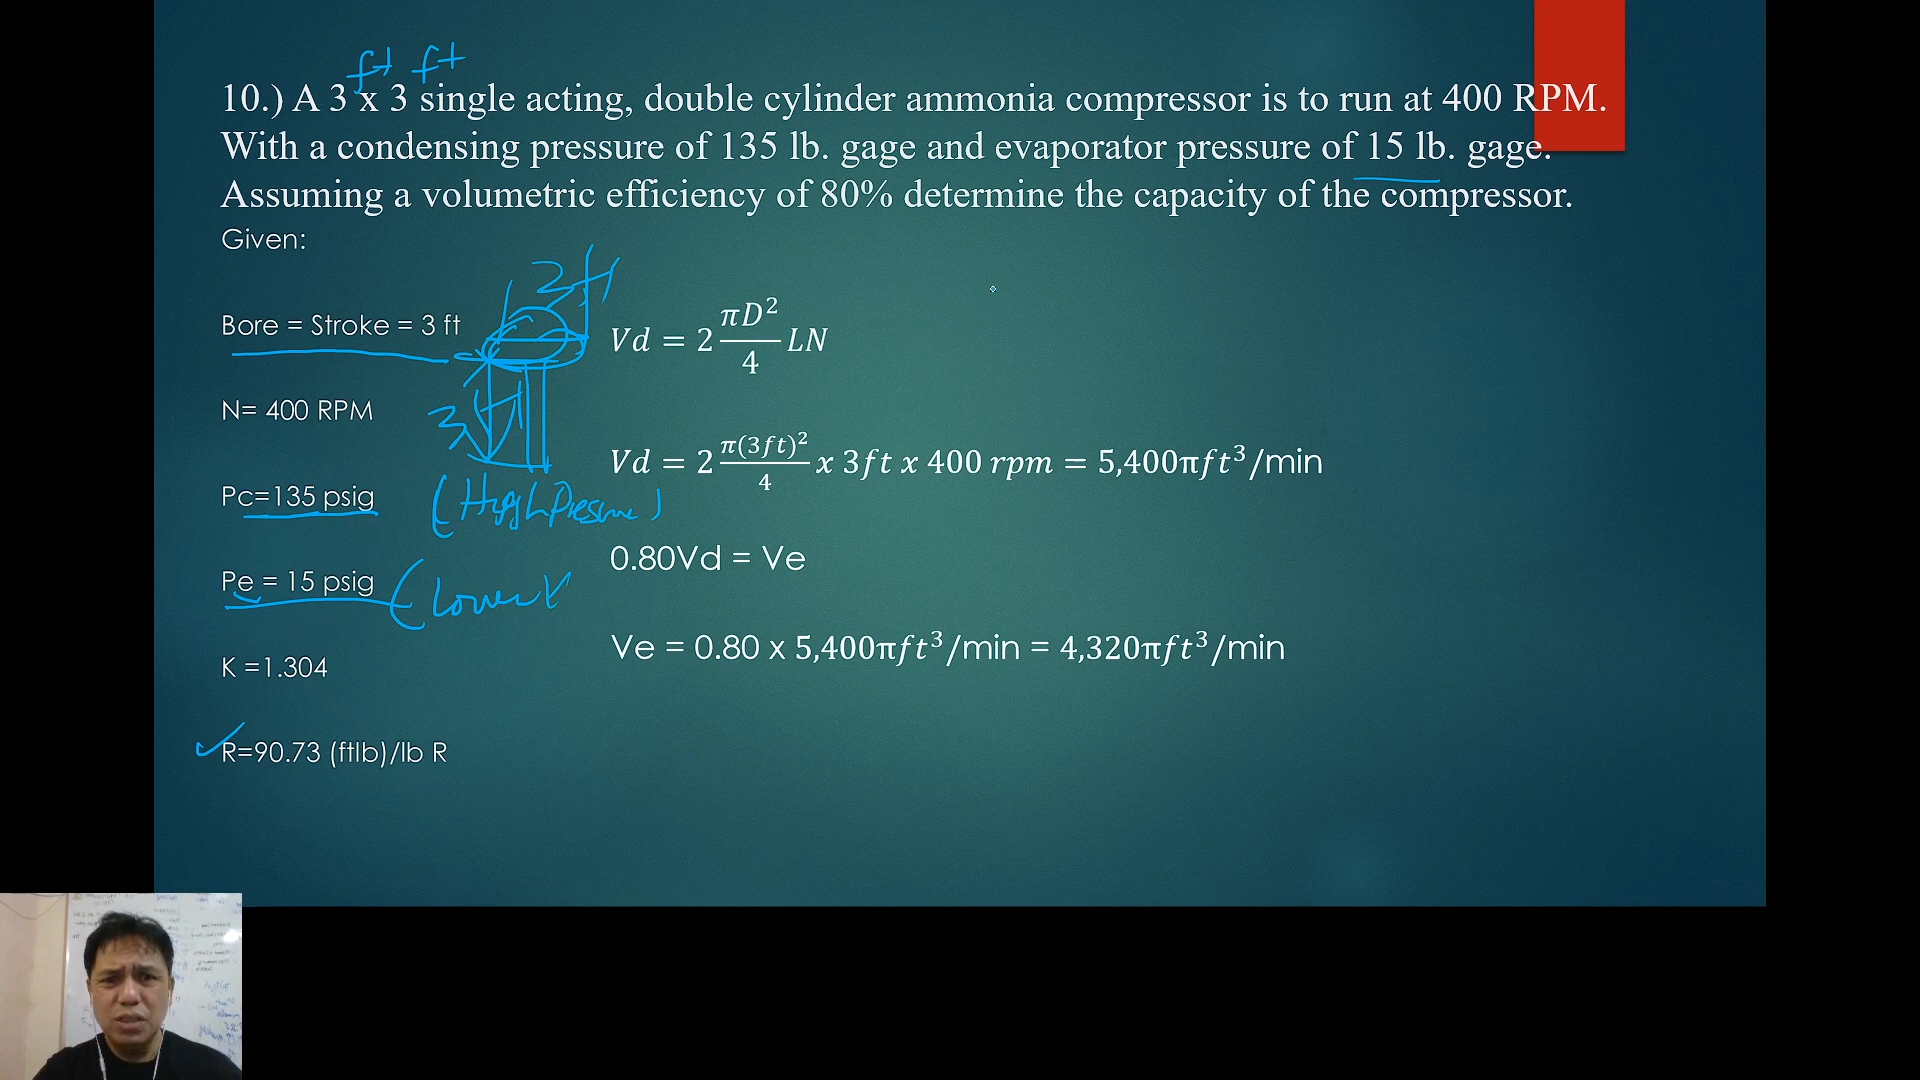 ft ft
10.) A 3 x 3 single acting, double cylinder ammonia compressor is to run at 400 RPM.
With a condensing pressure of 135 lb. gage and evaporator pressure of 15 lb. gage.
Assuming a volumetric efficiency of 80% determine the capacity of the compressor.
Given:
Bore = Stroke = 3 ft
3 ft
Vd = 2 πD²/4 LN
N= 400 RPM
3 ft
Vd = 2 π(3ft)²/4 x 3ft x 400 rpm = 5,400πft³/min
Pc=135 psig (High Pressure)
0.80Vd = Ve
Pe = 15 psig (Lower
Ve = 0.80 x 5,400πft³/min = 4,320πft³/min
K =1.304
R=90.73 (ftlb)/lb R